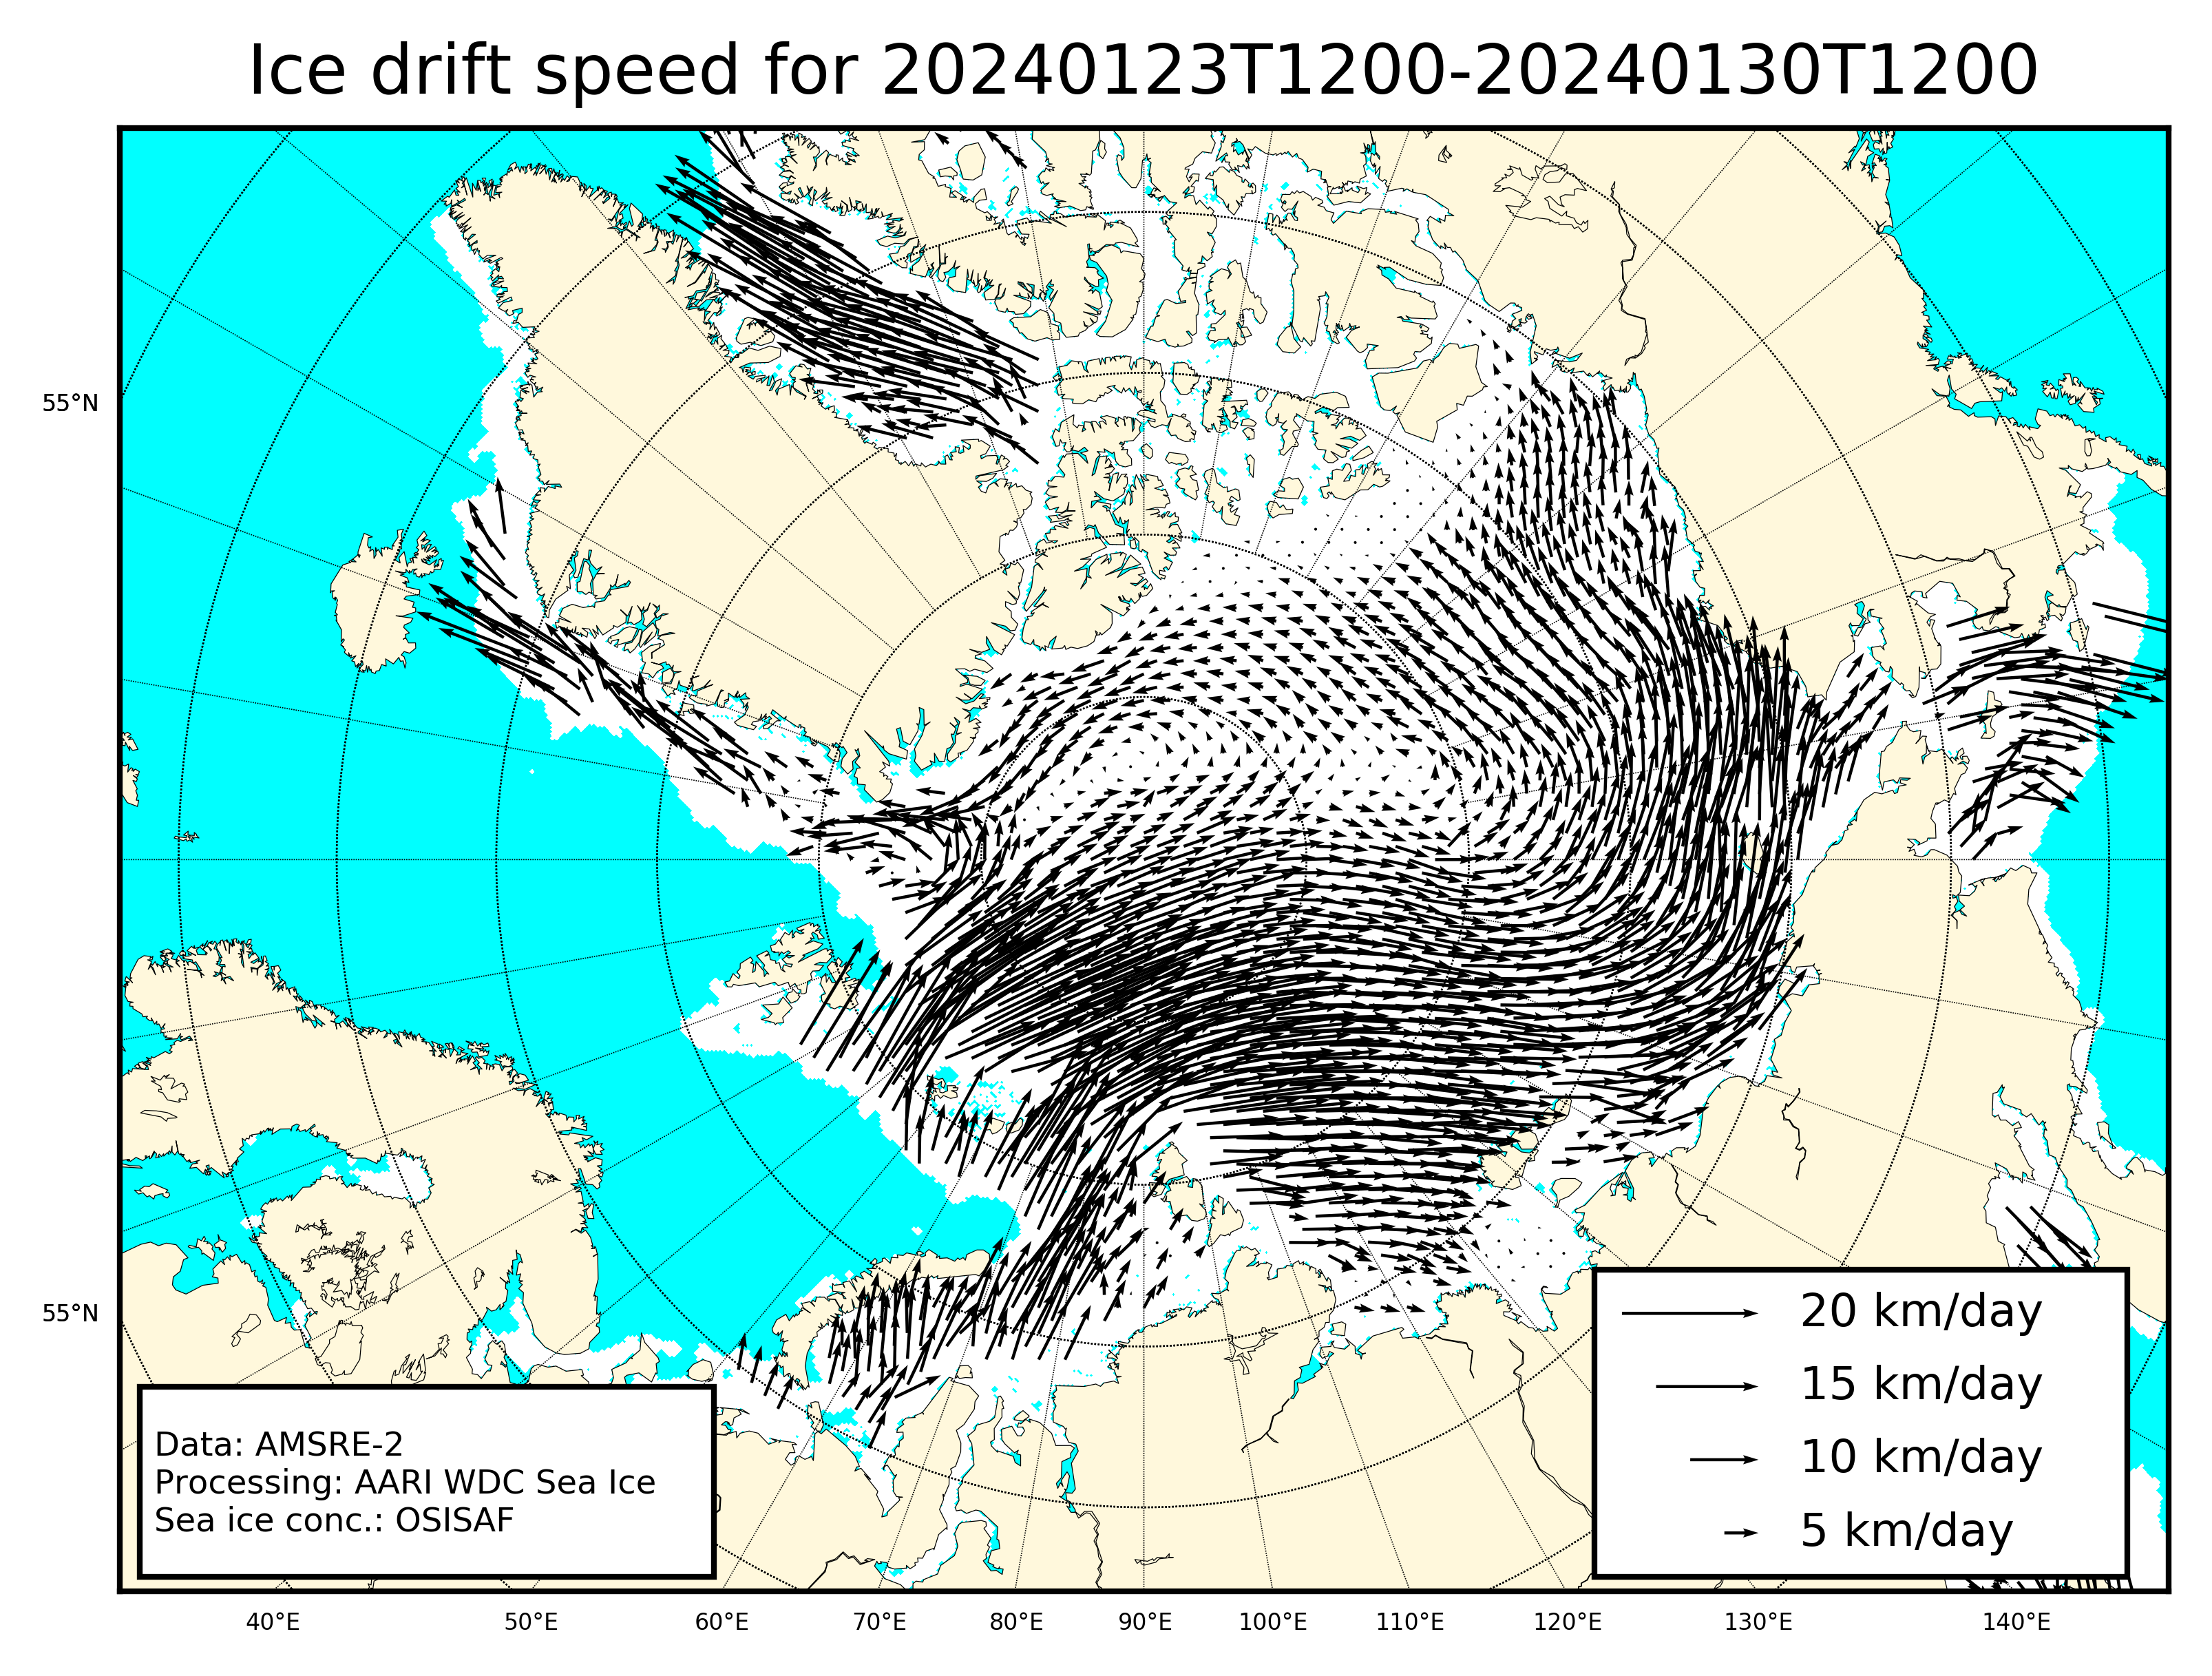 Ice drift speed for 20240123T1200-20240130T1200
55°N
55°N
20 km/day
15 km/day
10 km/day
5 km/day
Data: AMSRE-2
Processing: AARI WDC Sea Ice
Sea ice conc.: OSISAF
40°E 50°E 60°E 70°E 80°E 90°E 100°E 110°E 120°E 130°E 140°E